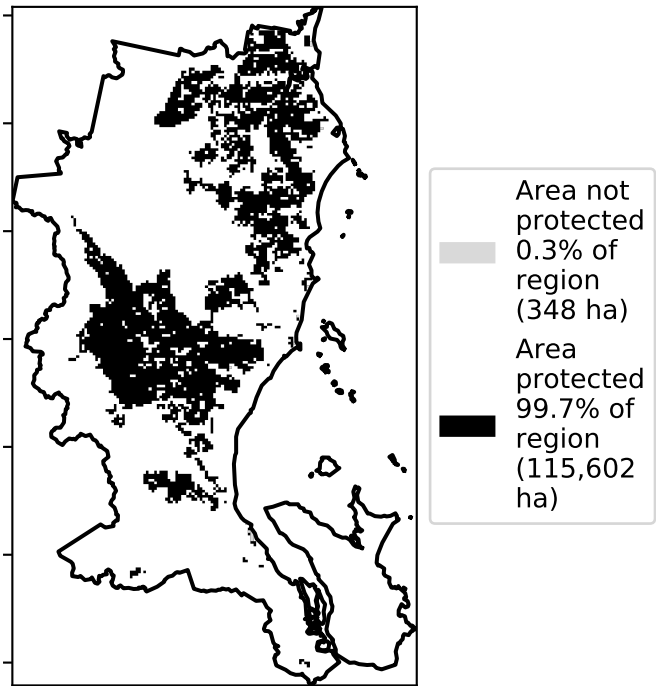 Area not
protected
0.3% of
region
(348 ha)
Area
protected
99.7% of
region
(115,602
ha)